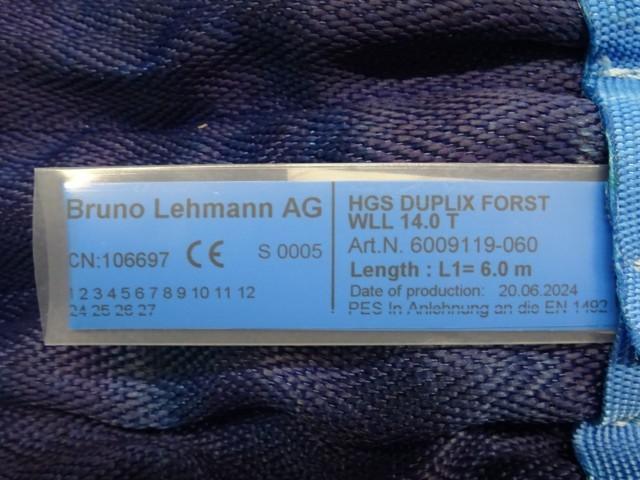 Bruno Lehmann AG
CN:106697 CE S 0005
1 2 3 4 5 6 7 8 9 10 11 12
24 25 26 27
HGS DUPLIX FORST
WLL 14.0 T
Art.N. 6009119-060
Length : L1= 6.0 m
Date of production: 20.06.2024
PES In Anlehnung an die EN 1492